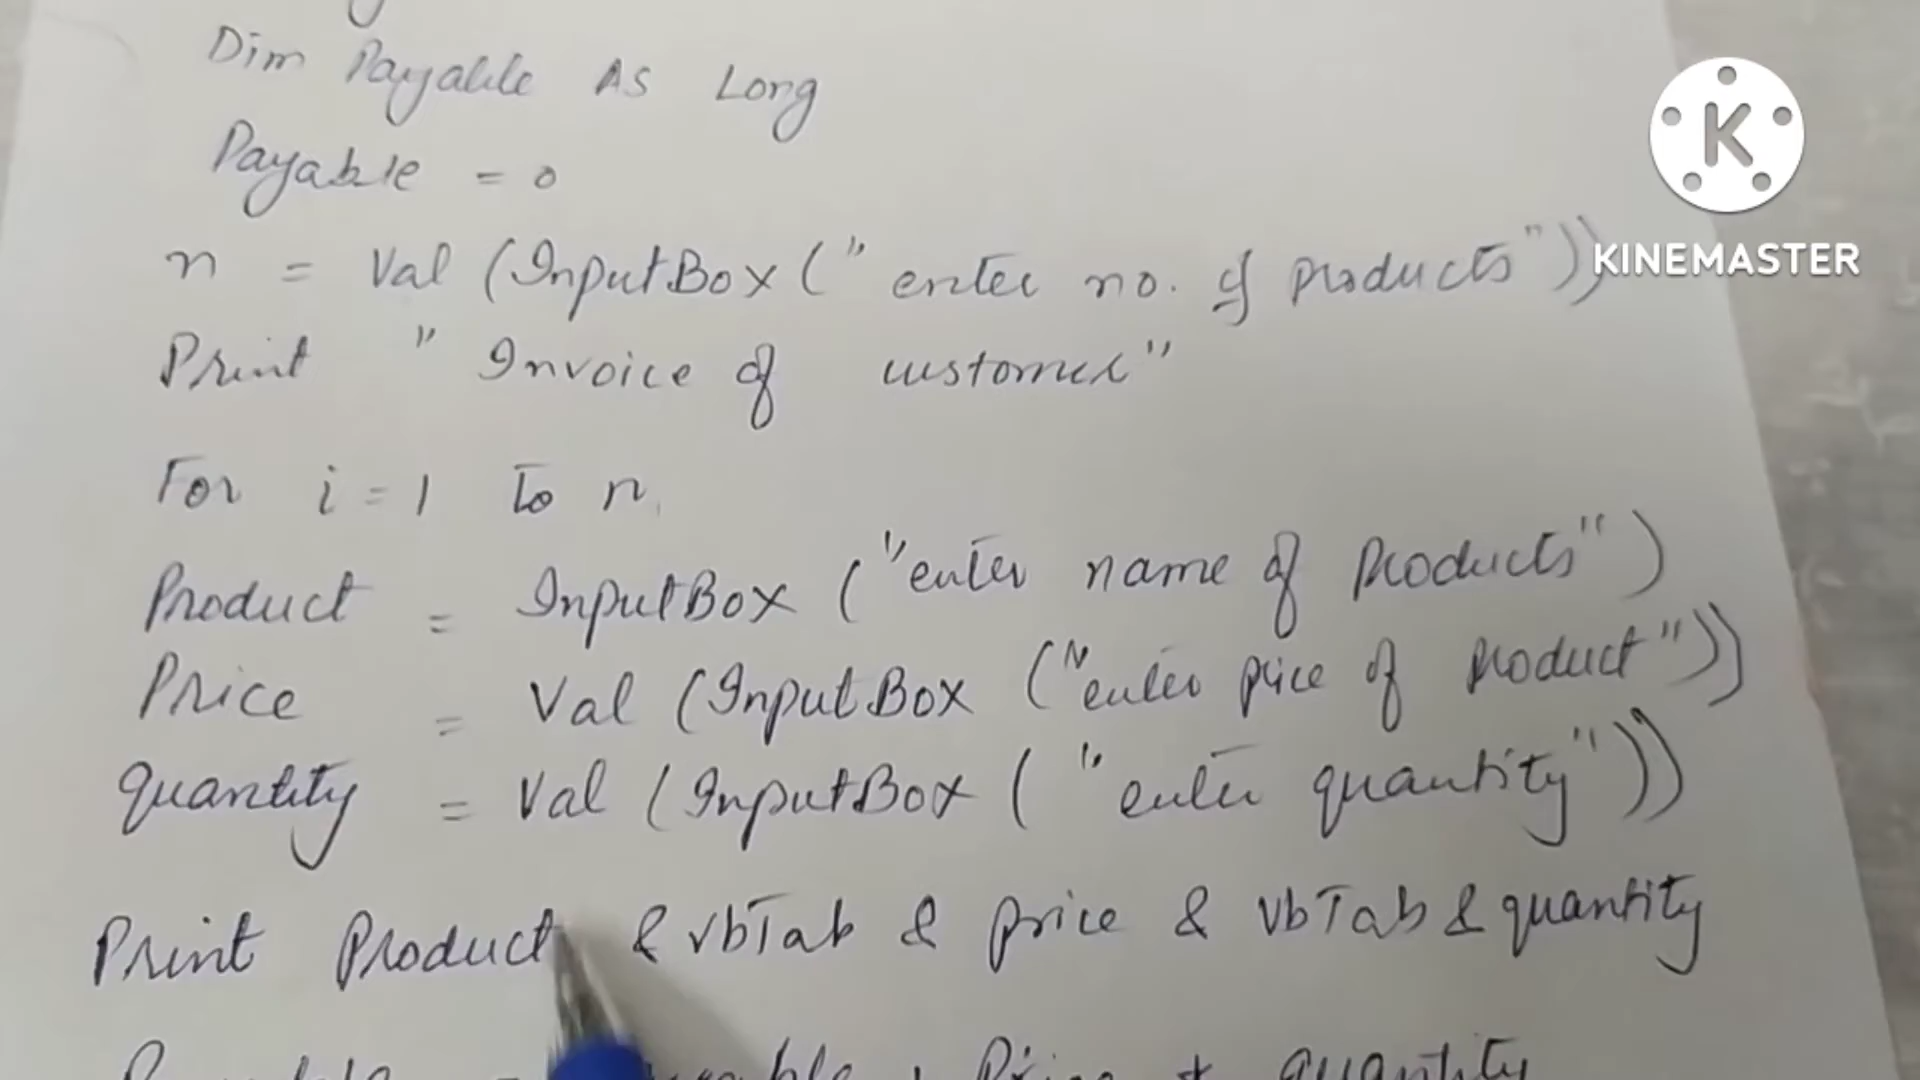 Dim Payable As Long
Payable = 0
n = Val (InputBox (" enter no. of products"))
Print " Invoice of customer"
For i = 1 To n
Product = InputBox ("enter name of products")
Price = Val (InputBox ("enter price of product"))
quantity = Val (InputBox ( "enter quantity"))
Print Product & vbTab & price & vbTab & quantity
quantity
K
KINEMASTER